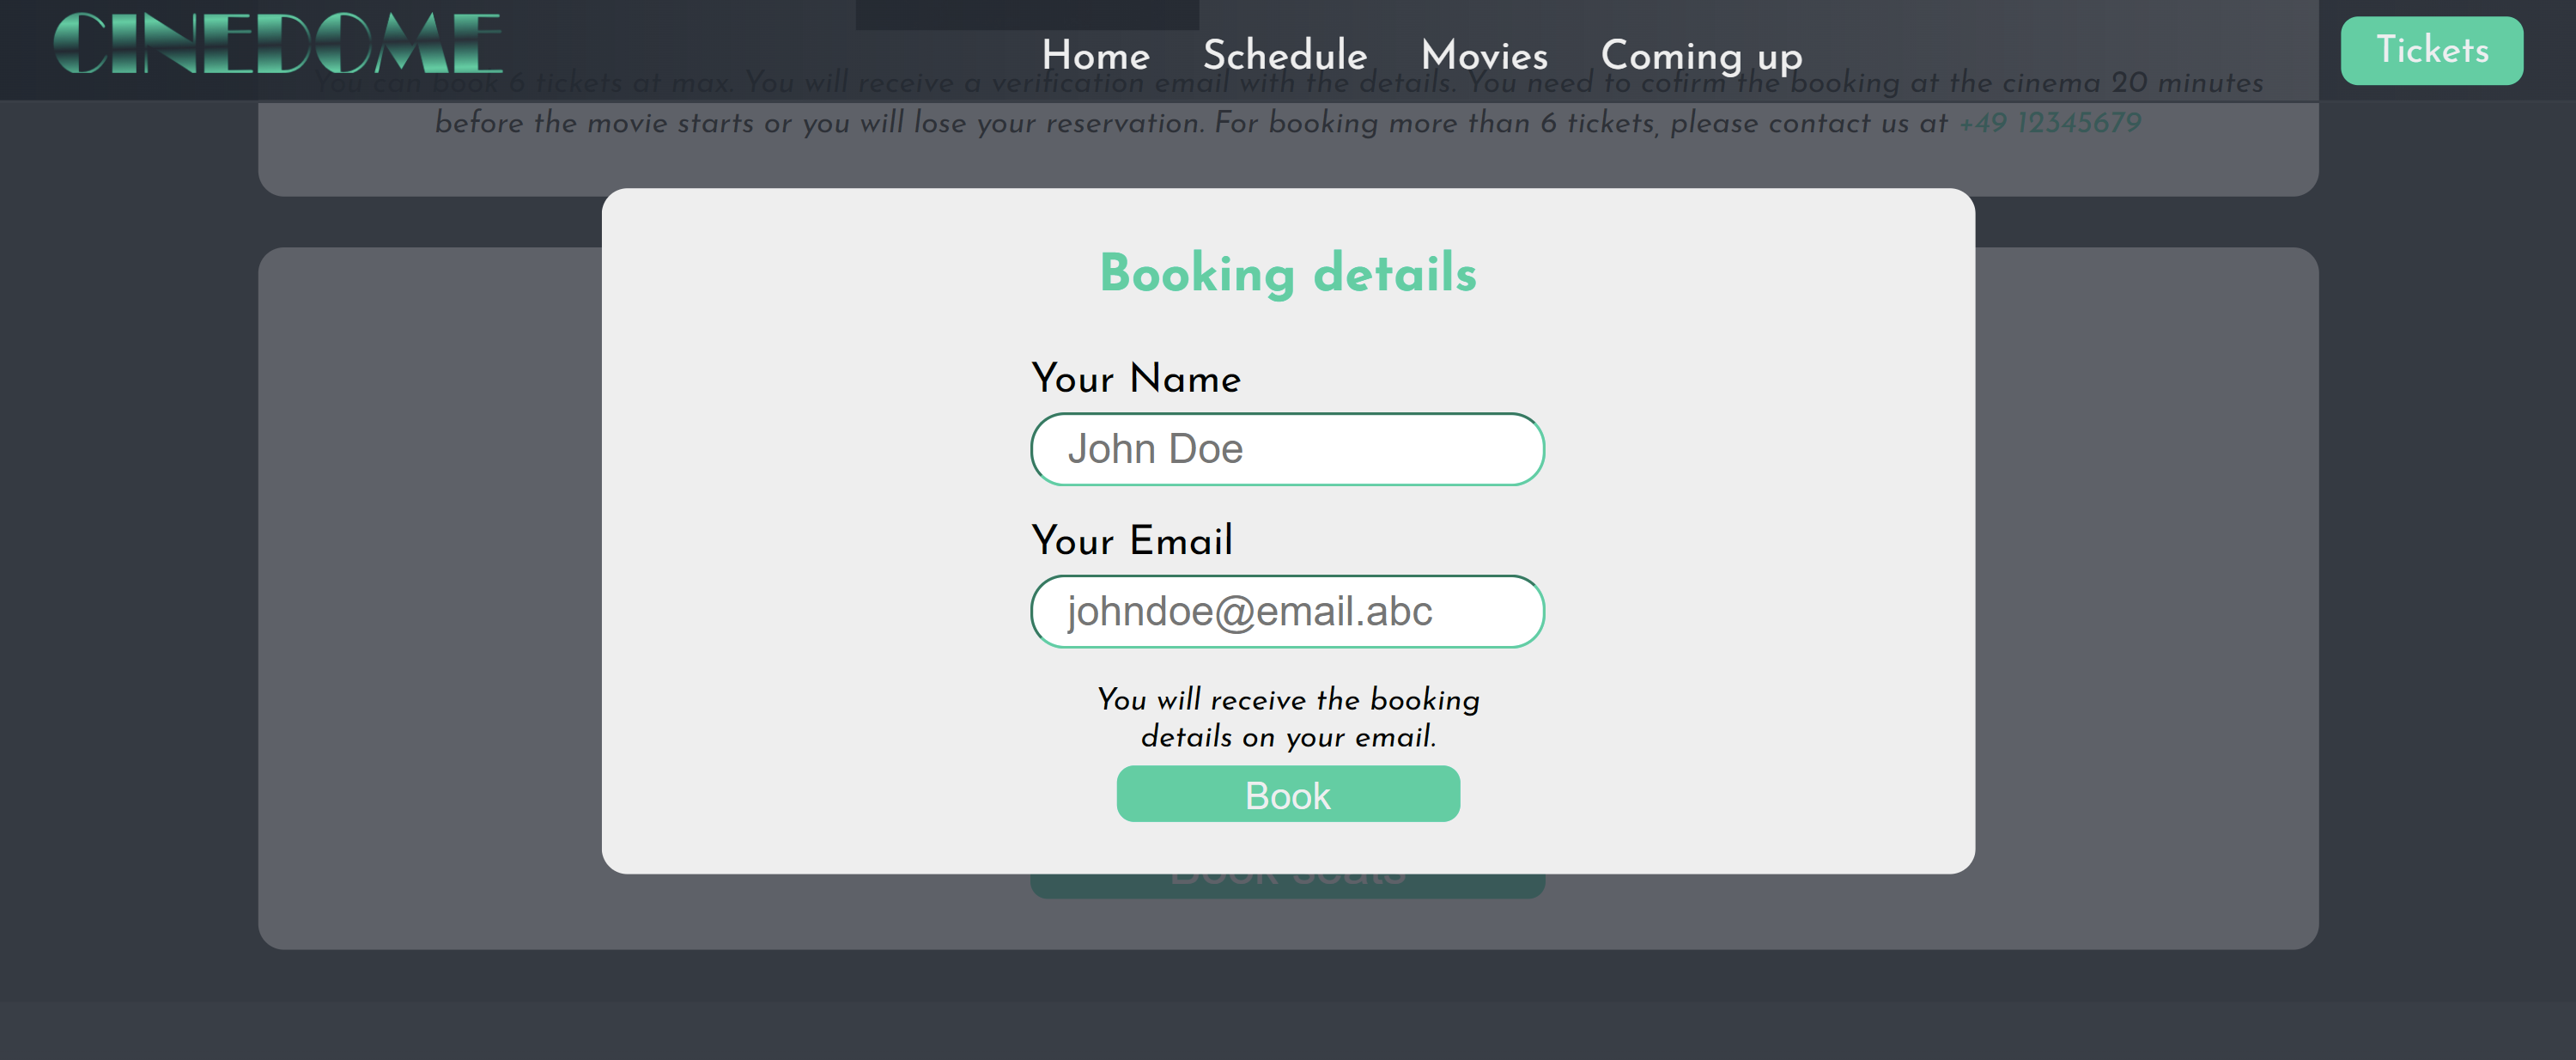 CINEDOME
Home Schedule Movies Coming up
Tickets
You can book 6 tickets at max. You will receive a verification email with the details. You need to cofirm the booking at the cinema 20 minutes
before the movie starts or you will lose your reservation. For booking more than 6 tickets, please contact us at +49 12345679
Booking details
Your Name
John Doe
Your Email
johndoe@email.abc
You will receive the booking
details on your email.
Book
Book seats